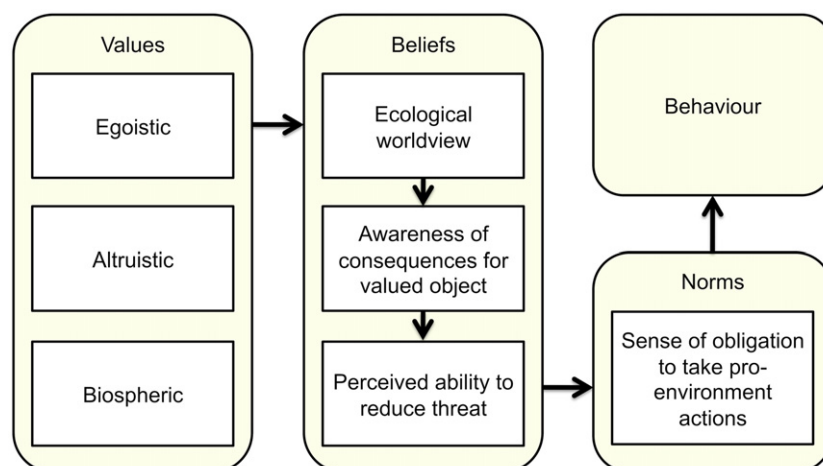 Values
Egoistic
Altruistic
Biospheric
Beliefs
Ecological
worldview
Awareness of
consequences for
valued object
Perceived ability to
reduce threat
Behaviour
Norms
Sense of obligation
to take pro-
environment
actions